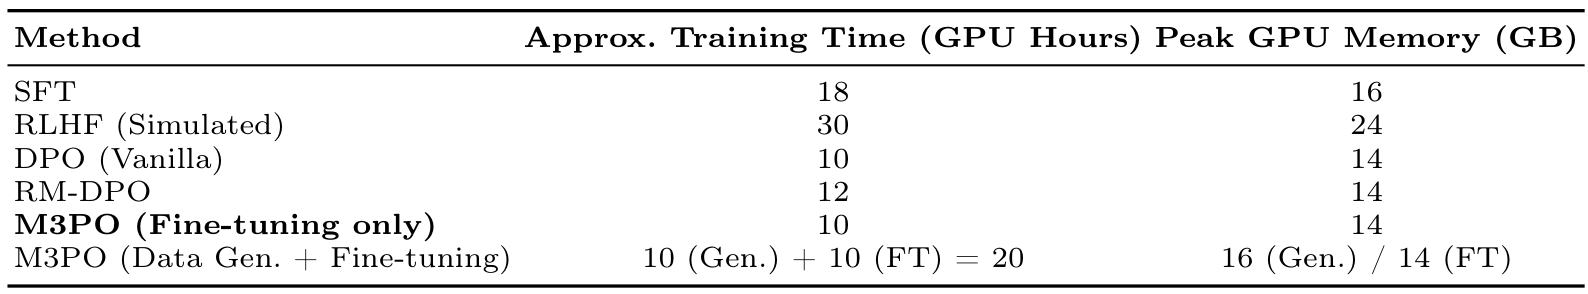 Method Approx. Training Time (GPU Hours) Peak GPU Memory (GB)
SFT 18 16
RLHF (Simulated) 30 24
DPO (Vanilla) 10 14
RM-DPO 12 14
M3PO (Fine-tuning only) 10 14
M3PO (Data Gen. + Fine-tuning) 10 (Gen.) + 10 (FT) = 20 16 (Gen.) / 14 (FT)